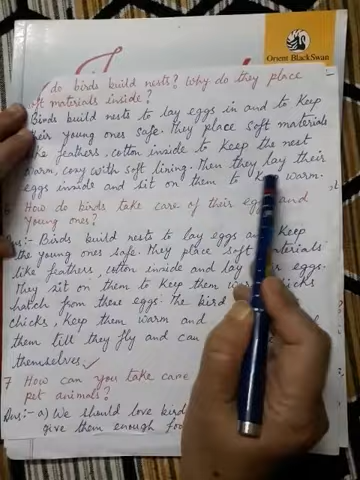 Orient BlackSwan
do birds build nests? Why do they place
soft materials inside?
Birds build nests to lay eggs in and to keep
their young ones safe. They place soft materials
like feathers, cotton inside to keep the nest
warm, cosy with soft lining. Then they lay their
eggs inside and sit on them to keep warm.
How do birds take care of their eggs and
young ones?
Ans:- Birds build nests to lay eggs and keep
the young ones safe. They place soft materials
like feathers, cotton inside and lay eggs.
They sit on them to keep them warm chicks
hatch from these eggs. The bird
chicks, keep them warm and
them till they fly and can
themselves.
7 How can you take care
pet animals?
Ans:- a) We should love bird
give them enough foo